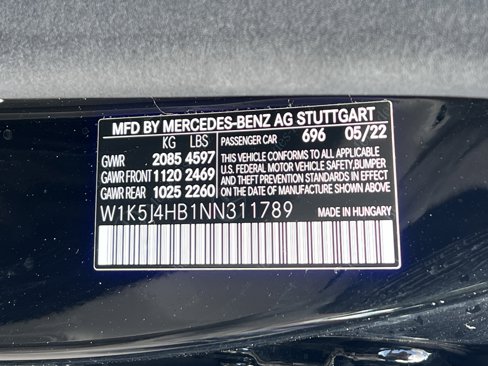 MFD BY MERCEDES-BENZ AG STUTTGART
KG LBS PASSENGER CAR 696 05/22
GWR 2085 4597
GAWR FRONT 1120 2469
GAWR REAR 1025 2260
THIS VEHICLE CONFORMS TO ALL APPLICABLE
U.S. FEDERAL MOTOR VEHICLE SAFETY, BUMPER
AND THEFT PREVENTION STANDARDS IN EFFECT
ON THE DATE OF MANUFACTURE SHOWN ABOVE.
W1K5J4HB1NN311789 MADE IN HUNGARY